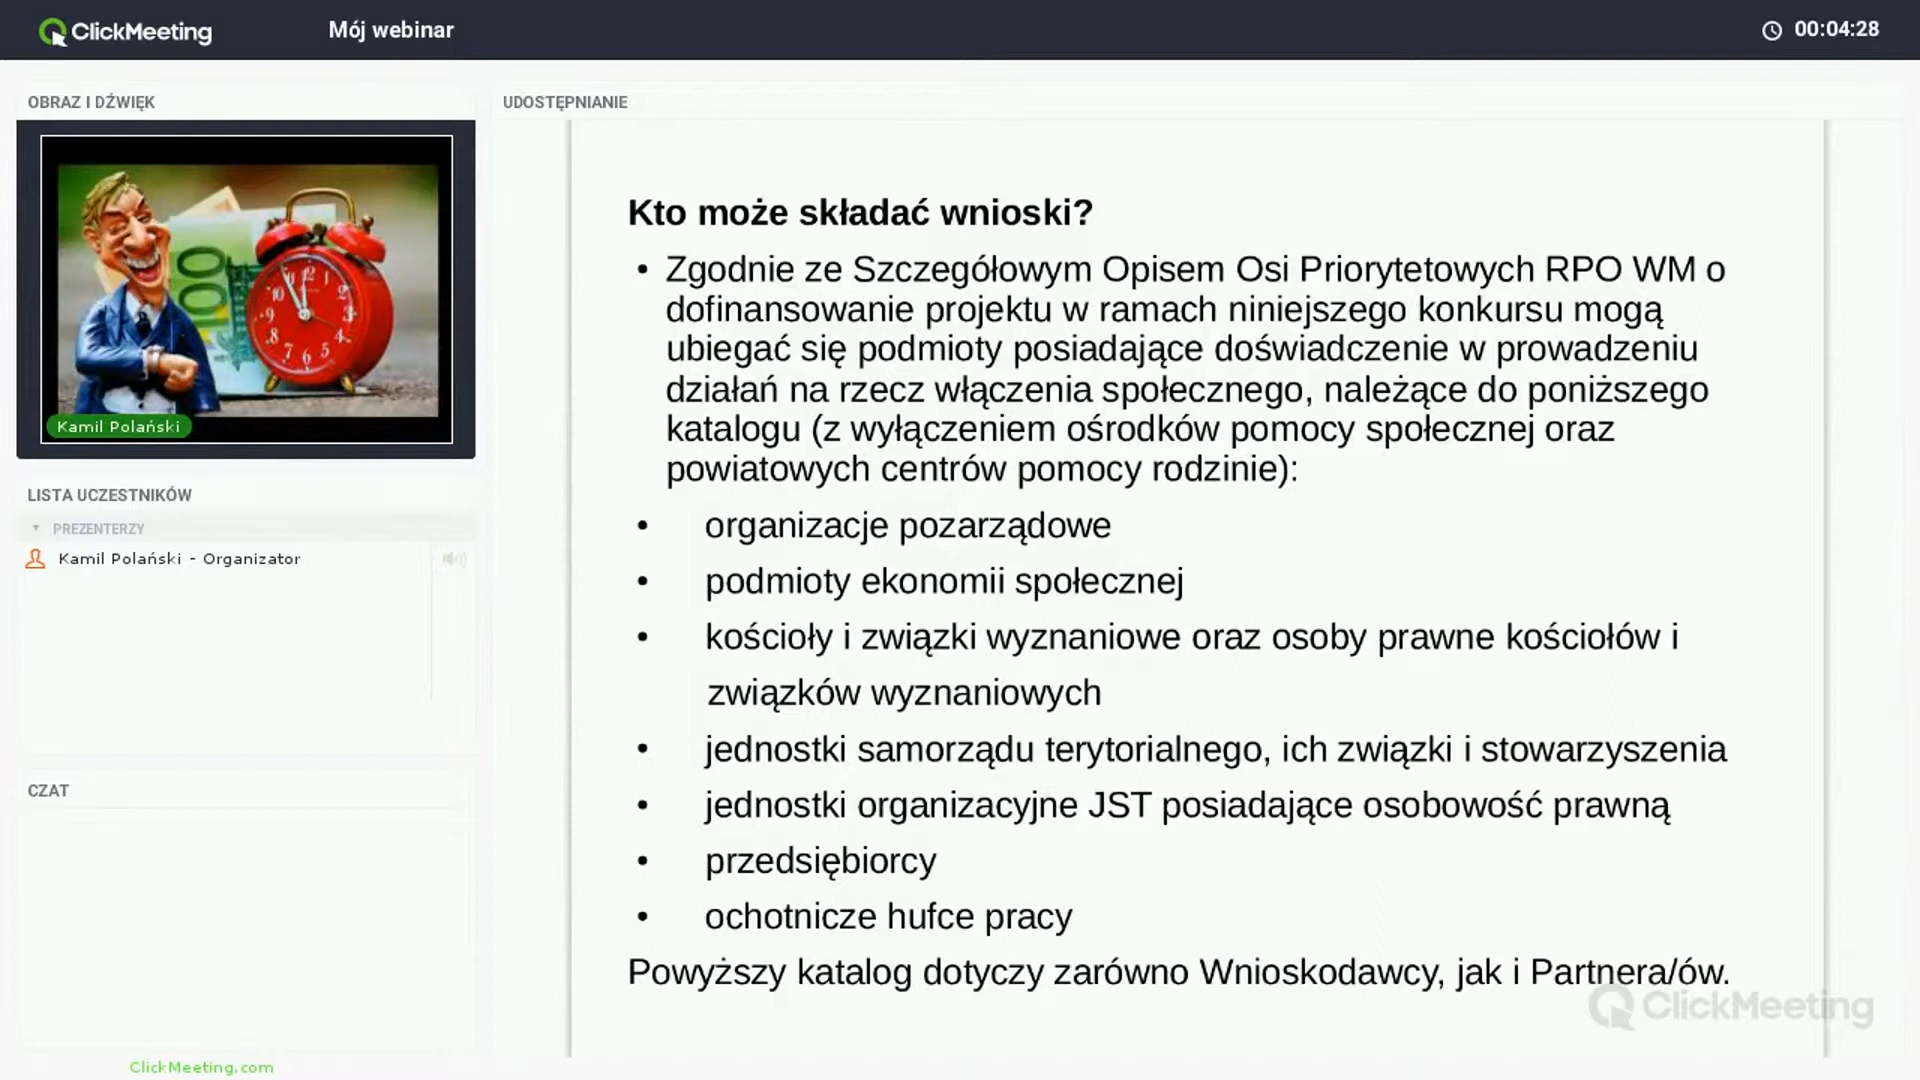 ClickMeeting
Mój webinar
00:04:28
OBRAZ I DŹWIĘK
100
Kamil Polański
LISTA UCZESTNIKÓW
PREZENTERZY
Kamil Polański - Organizator
CZAT
ClickMeeting.com
UDOSTĘPNIANIE
Kto może składać wnioski?
• Zgodnie ze Szczegółowym Opisem Osi Priorytetowych RPO WM o
dofinansowanie projektu w ramach niniejszego konkursu mogą
ubiegać się podmioty posiadające doświadczenie w prowadzeniu
działań na rzecz włączenia społecznego, należące do poniższego
katalogu (z wyłączeniem ośrodków pomocy społecznej oraz
powiatowych centrów pomocy rodzinie):
• organizacje pozarządowe
• podmioty ekonomii społecznej
• kościoły i związki wyznaniowe oraz osoby prawne kościołów i
związków wyznaniowych
• jednostki samorządu terytorialnego, ich związki i stowarzyszenia
• jednostki organizacyjne JST posiadające osobowość prawną
• przedsiębiorcy
• ochotnicze hufce pracy
Powyższy katalog dotyczy zarówno Wnioskodawcy, jak i Partnera/ów.
ClickMeeting